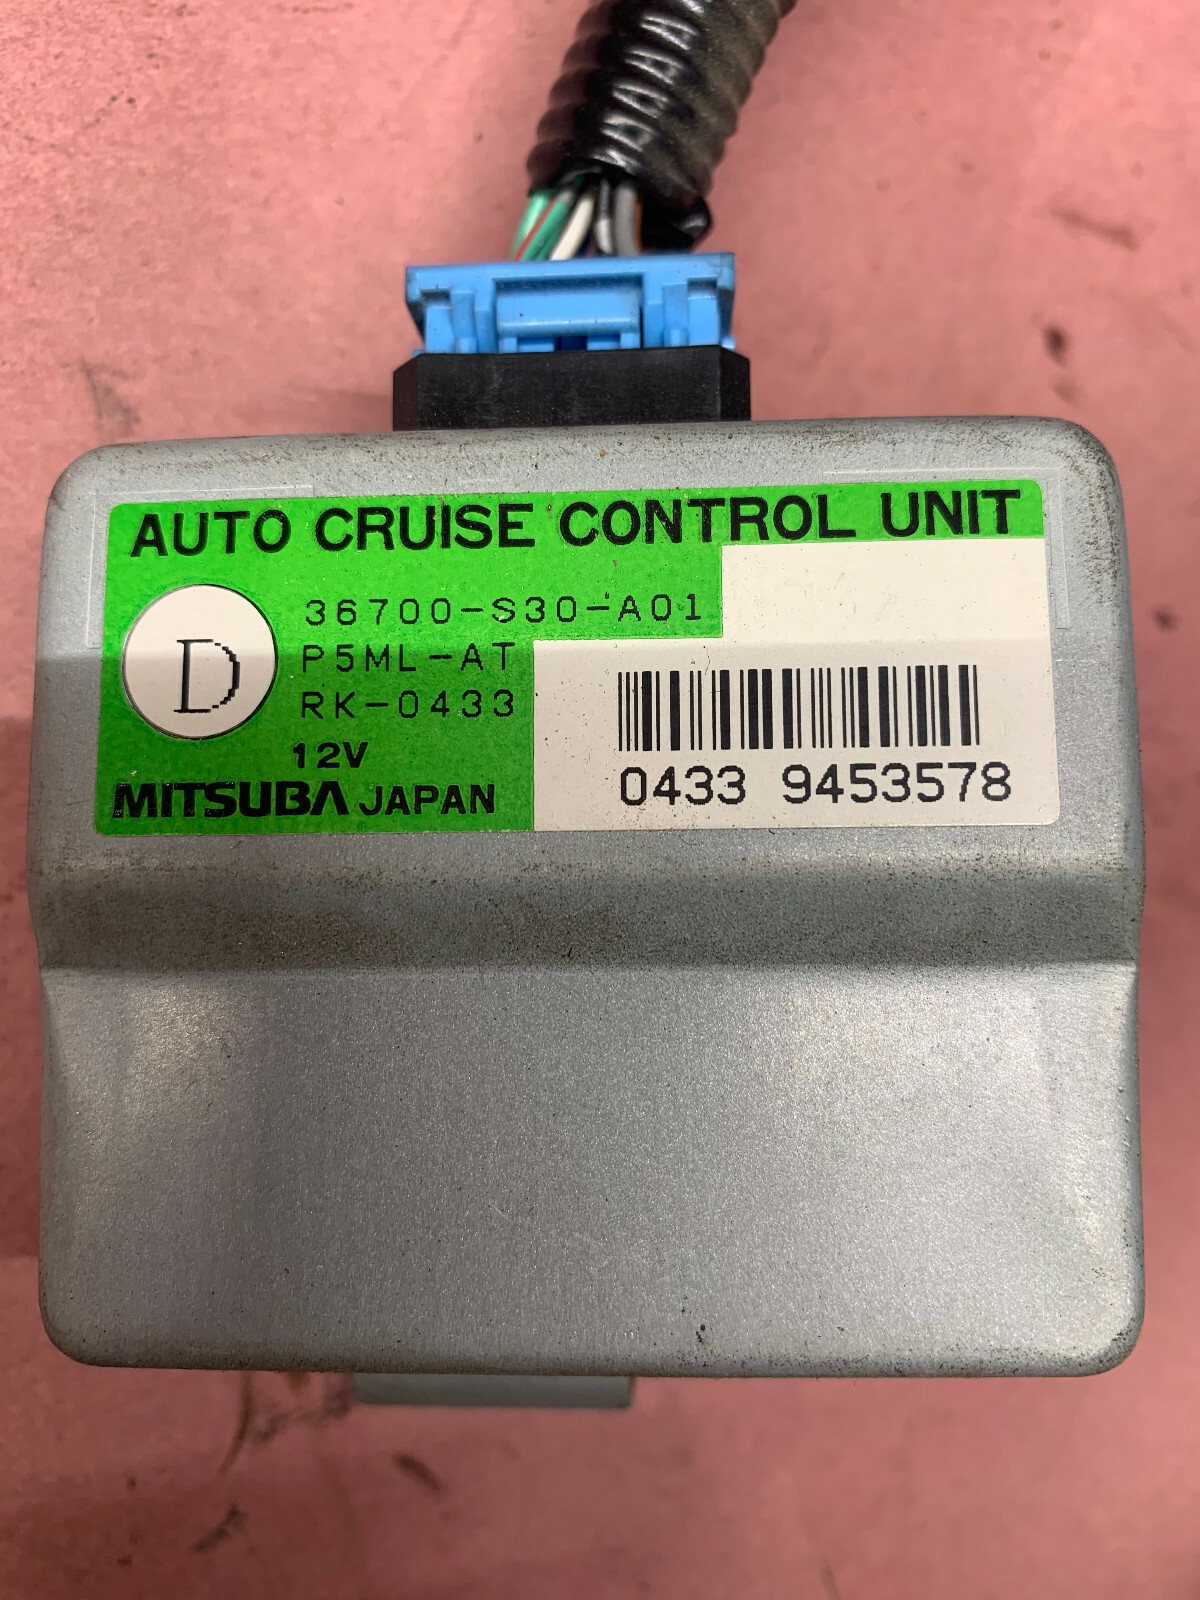 AUTO CRUISE CONTROL UNIT
36700-S30-A01
D
P5ML-AT
RK-0433
12V
MITSUBA JAPAN
0433 9453578